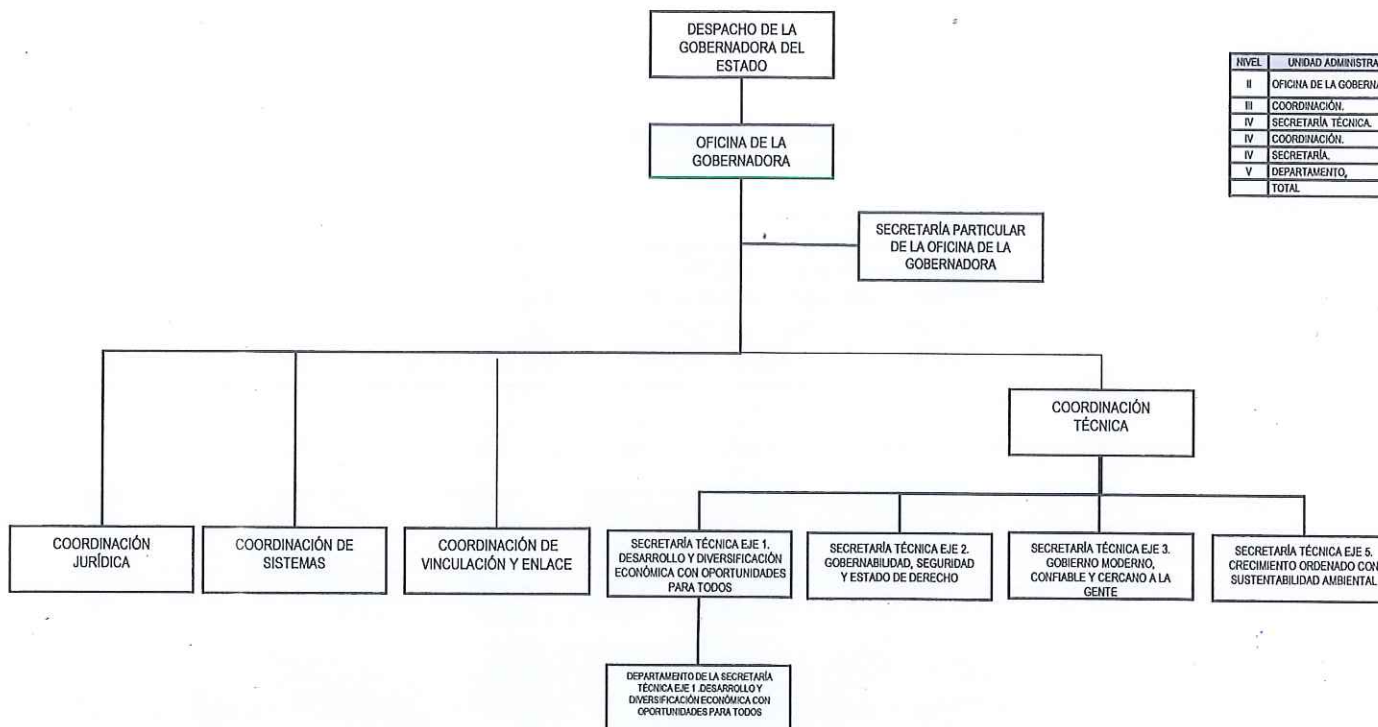 DESPACHO DE LA
GOBERNADORA DEL
ESTADO
NIVEL UNIDAD ADMINISTRA
II OFICINA DE LA GOBERNA
III COORDINACIÓN.
IV SECRETARÍA TÉCNICA.
IV COORDINACIÓN.
IV SECRETARÍA.
V DEPARTAMENTO,
TOTAL
OFICINA DE LA
GOBERNADORA
SECRETARÍA PARTICULAR
DE LA OFICINA DE LA
GOBERNADORA
COORDINACIÓN
TÉCNICA
COORDINACIÓN
JURÍDICA
COORDINACIÓN DE
SISTEMAS
COORDINACIÓN DE
VINCULACIÓN Y ENLACE
SECRETARÍA TÉCNICA EJE 1.
DESARROLLO Y DIVERSIFICACIÓN
ECONÓMICA CON OPORTUNIDADES
PARA TODOS
SECRETARÍA TÉCNICA EJE 2.
GOBERNABILIDAD, SEGURIDAD
Y ESTADO DE DERECHO
SECRETARÍA TÉCNICA EJE 3.
GOBIERNO MODERNO,
CONFIABLE Y CERCANO A LA
GENTE
SECRETARÍA TÉCNICA EJE 5.
CRECIMIENTO ORDENADO CON
SUSTENTABILIDAD AMBIENTAL
DEPARTAMENTO DE LA SECRETARÍA
TÉCNICA EJE 1 .DESARROLLO Y
DIVERSIFICACIÓN ECONÓMICA CON
OPORTUNIDADES PARA TODOS